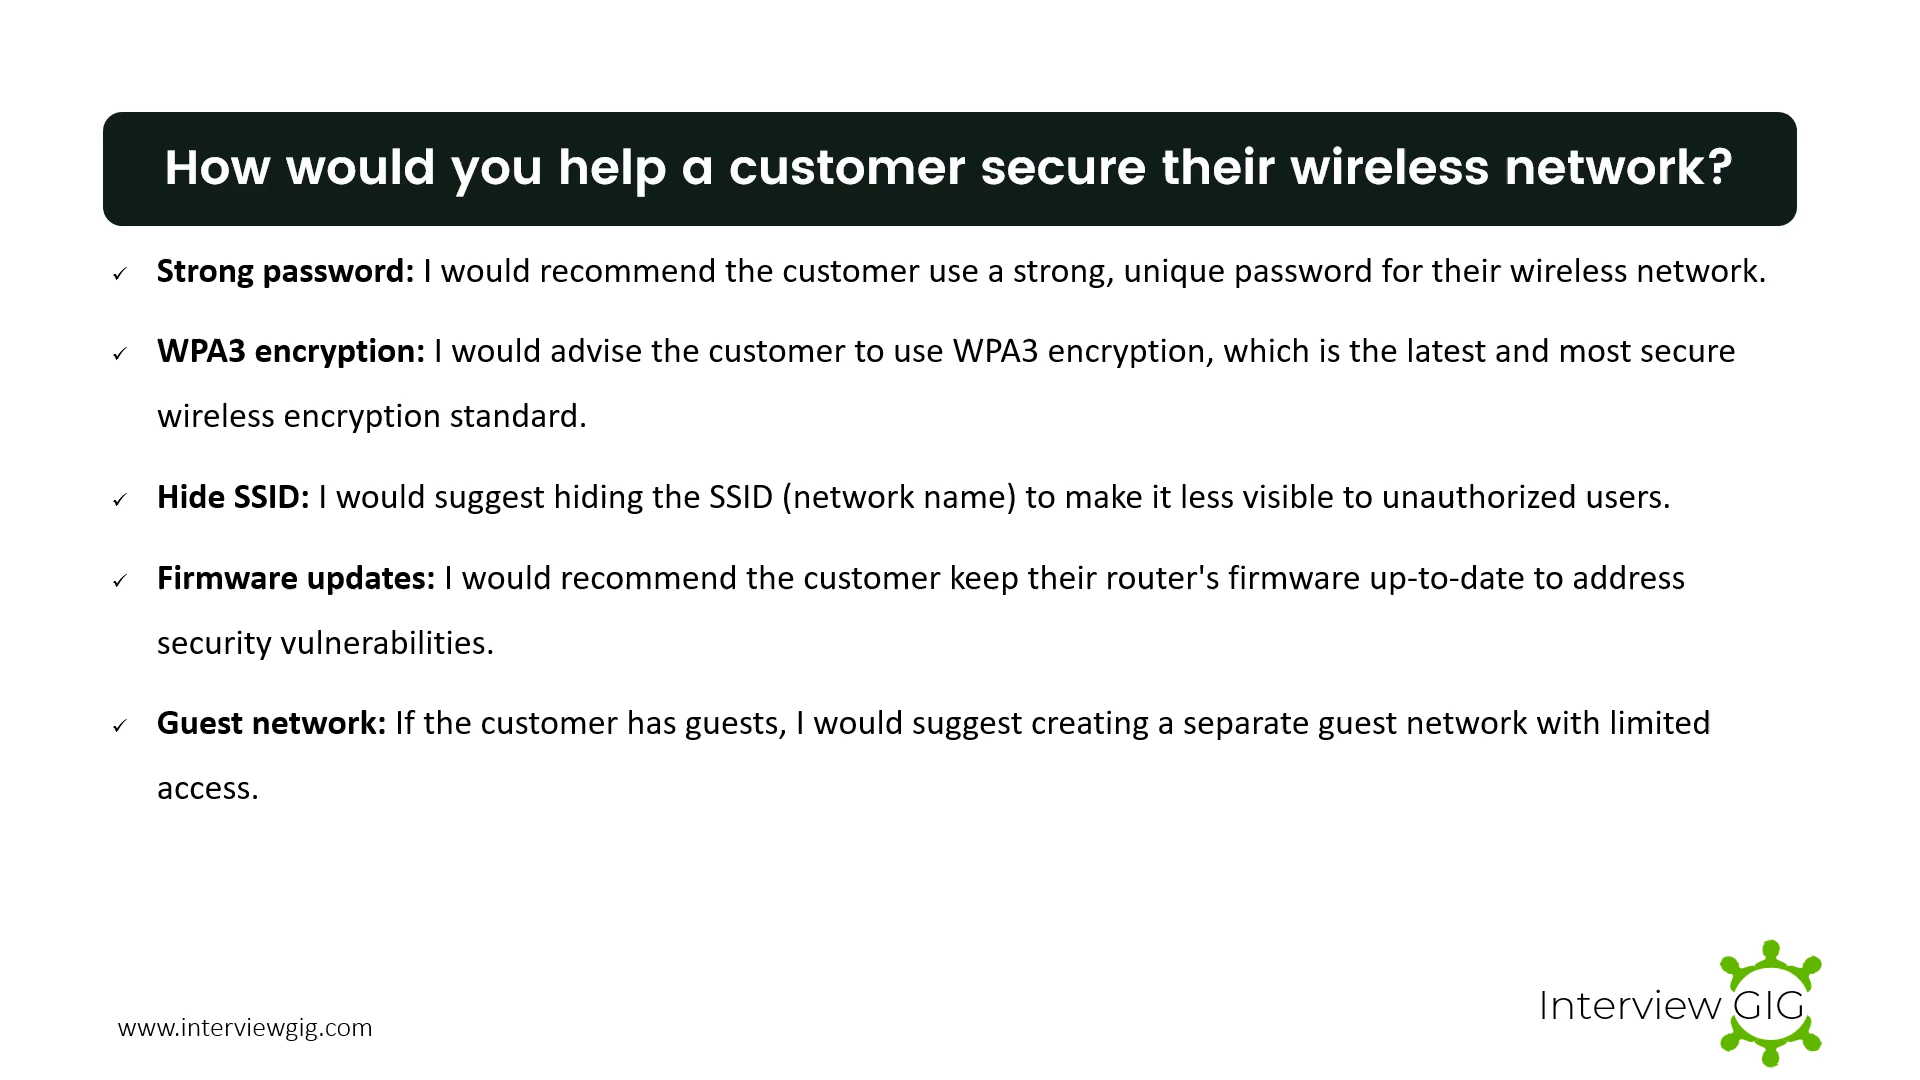 How would you help a customer secure their wireless network?
✓ Strong password: I would recommend the customer use a strong, unique password for their wireless network.
✓ WPA3 encryption: I would advise the customer to use WPA3 encryption, which is the latest and most secure
wireless encryption standard.
✓ Hide SSID: I would suggest hiding the SSID (network name) to make it less visible to unauthorized users.
✓ Firmware updates: I would recommend the customer keep their router's firmware up-to-date to address
security vulnerabilities.
✓ Guest network: If the customer has guests, I would suggest creating a separate guest network with limited
access.
Interview GIG
www.interviewgig.com